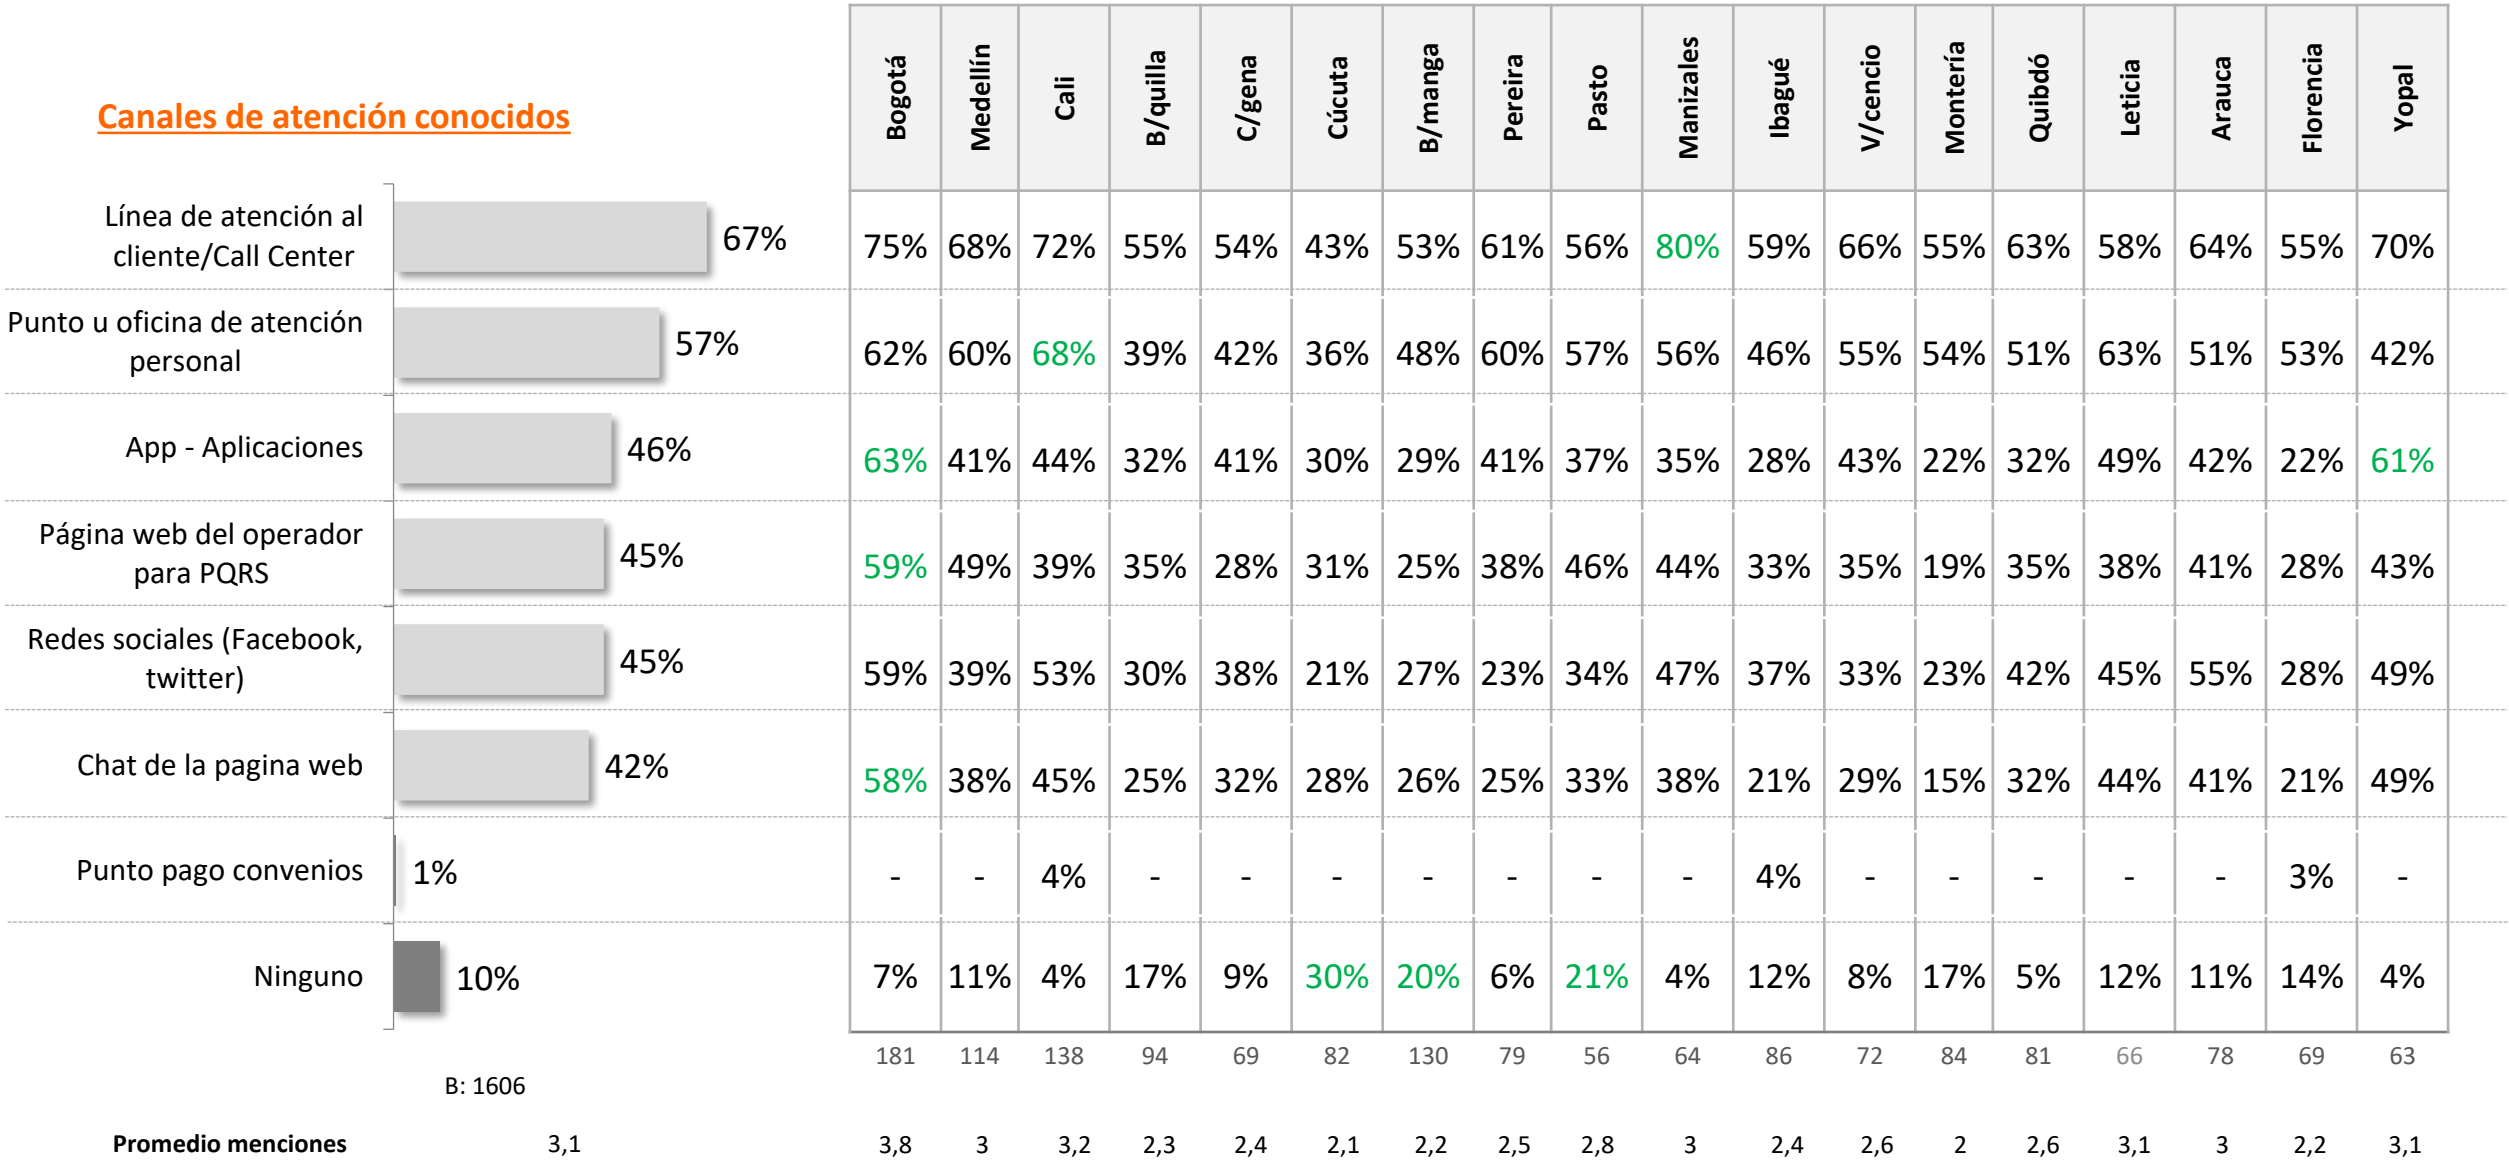 Canales de atención conocidos
Bogotá Medellín Cali B/quilla C/gena Cúcuta B/manga Pereira Pasto Manizales Ibagué V/cencio Montería Quibdó Leticia Arauca Florencia Yopal
Línea de atención al
cliente/Call Center
67% 75% 68% 72% 55% 54% 43% 53% 61% 56% 80% 59% 66% 55% 63% 58% 64% 55% 70%
Punto u oficina de atención
personal
57% 62% 60% 68% 39% 42% 36% 48% 60% 57% 56% 46% 55% 54% 51% 63% 51% 53% 42%
App - Aplicaciones
46% 63% 41% 44% 32% 41% 30% 29% 41% 37% 35% 28% 43% 22% 32% 49% 42% 22% 61%
Página web del operador
para PQRS
45% 59% 49% 39% 35% 28% 31% 25% 38% 46% 44% 33% 35% 19% 35% 38% 41% 28% 43%
Redes sociales (Facebook,
twitter)
45% 59% 39% 53% 30% 38% 21% 27% 23% 34% 47% 37% 33% 23% 42% 45% 55% 28% 49%
Chat de la pagina web
42% 58% 38% 45% 25% 32% 28% 26% 25% 33% 38% 21% 29% 15% 32% 44% 41% 21% 49%
Punto pago convenios
1% - - 4% - - - - - - - 4% - - - - - 3% -
Ninguno
10% 7% 11% 4% 17% 9% 30% 20% 6% 21% 4% 12% 8% 17% 5% 12% 11% 14% 4%
181 114 138 94 69 82 130 79 56 64 86 72 84 81 66 78 69 63
B: 1606
Promedio menciones 3,1 3,8 3 3,2 2,3 2,4 2,1 2,2 2,5 2,8 3 2,4 2,6 2 2,6 3,1 3 2,2 3,1